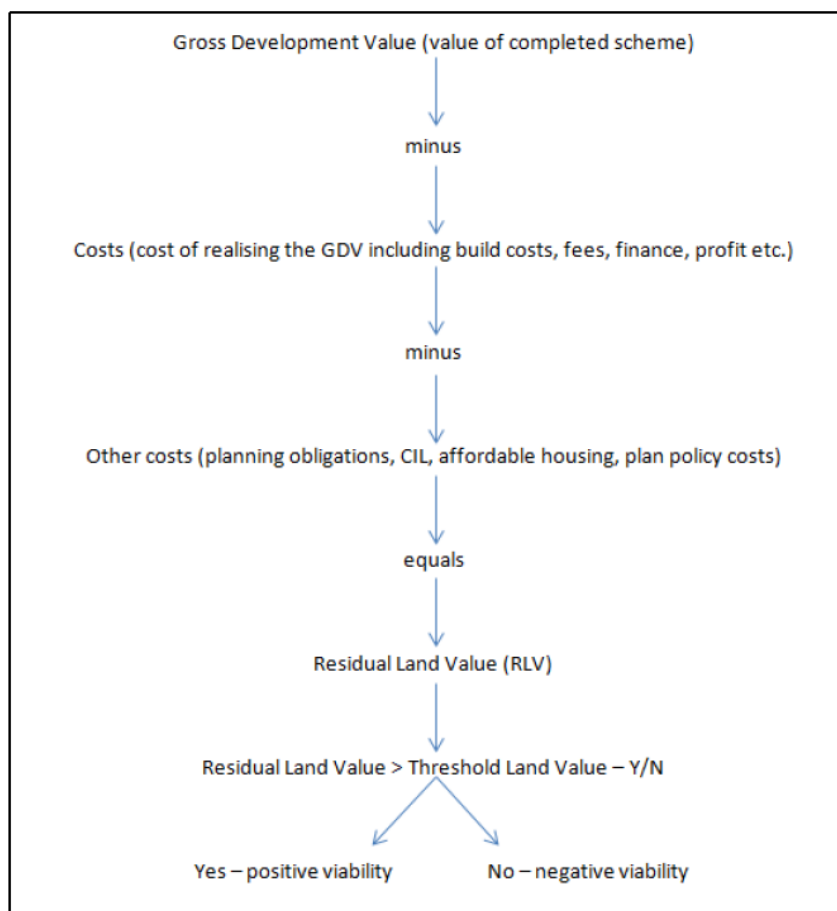 Gross Development Value (value of completed scheme)
minus
Costs (cost of realising the GDV including build costs, fees, finance, profit etc.)
minus
Other costs (planning obligations, CIL, affordable housing, plan policy costs)
equals
Residual Land Value (RLV)
Residual Land Value > Threshold Land Value – Y/N
Yes – positive viability
No – negative viability